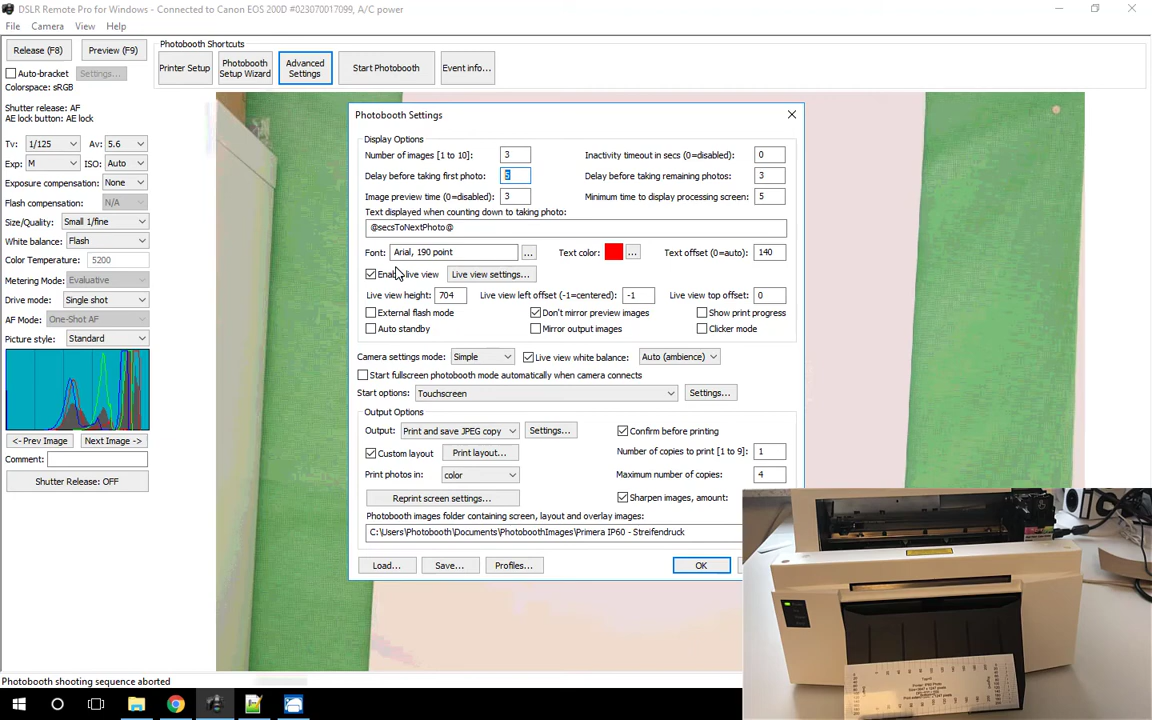 DSLR Remote Pro for Windows - Connected to Canon EOS 200D #023070017099, A/C power
File Camera View Help
Release (F8) Preview (F9)
Photobooth Shortcuts
Printer Setup Photobooth Setup Wizard Advanced Settings Start Photobooth Event info...
Auto-bracket Settings...
Colorspace: sRGB
Shutter release: AF
AE lock button: AE lock
Tv: 1/125 Av: 5.6
Exp: M ISO: Auto
Exposure compensation: None
Flash compensation: N/A
Size/Quality: Small 1/fine
White balance: Flash
Color Temperature: 5200
Metering Mode: Evaluative
Drive mode: Single shot
AF Mode: One-Shot AF
Picture style: Standard
<- Prev Image Next Image ->
Comment:
Shutter Release: OFF
Photobooth Settings
Display Options
Number of images [1 to 10]: 3 Inactivity timeout in secs (0=disabled): 0
Delay before taking first photo: 5 Delay before taking remaining photos: 3
Image preview time (0=disabled): 3 Minimum time to display processing screen: 5
Text displayed when counting down to taking photo:
@secsToNextPhoto@
Font: Arial, 190 point ... Text color: ... Text offset (0=auto): 140
Enable live view Live view settings...
Live view height: 704 Live view left offset (-1=centered): -1 Live view top offset: 0
External flash mode Don't mirror preview images Show print progress
Auto standby Mirror output images Clicker mode
Camera settings mode: Simple Live view white balance: Auto (ambience)
Start fullscreen photobooth mode automatically when camera connects
Start options: Touchscreen Settings...
Output Options
Output: Print and save JPEG copy Settings... Confirm before printing
Custom layout Print layout... Number of copies to print [1 to 9]: 1
Print photos in: color Maximum number of copies: 4
Reprint screen settings... Sharpen images, amount:
Photobooth images folder containing screen, layout and overlay images:
C:\Users\Photobooth\Documents\PhotoboothImages\Primera IP60 - Streifendruck
Load... Save... Profiles... OK
Photobooth shooting sequence aborted